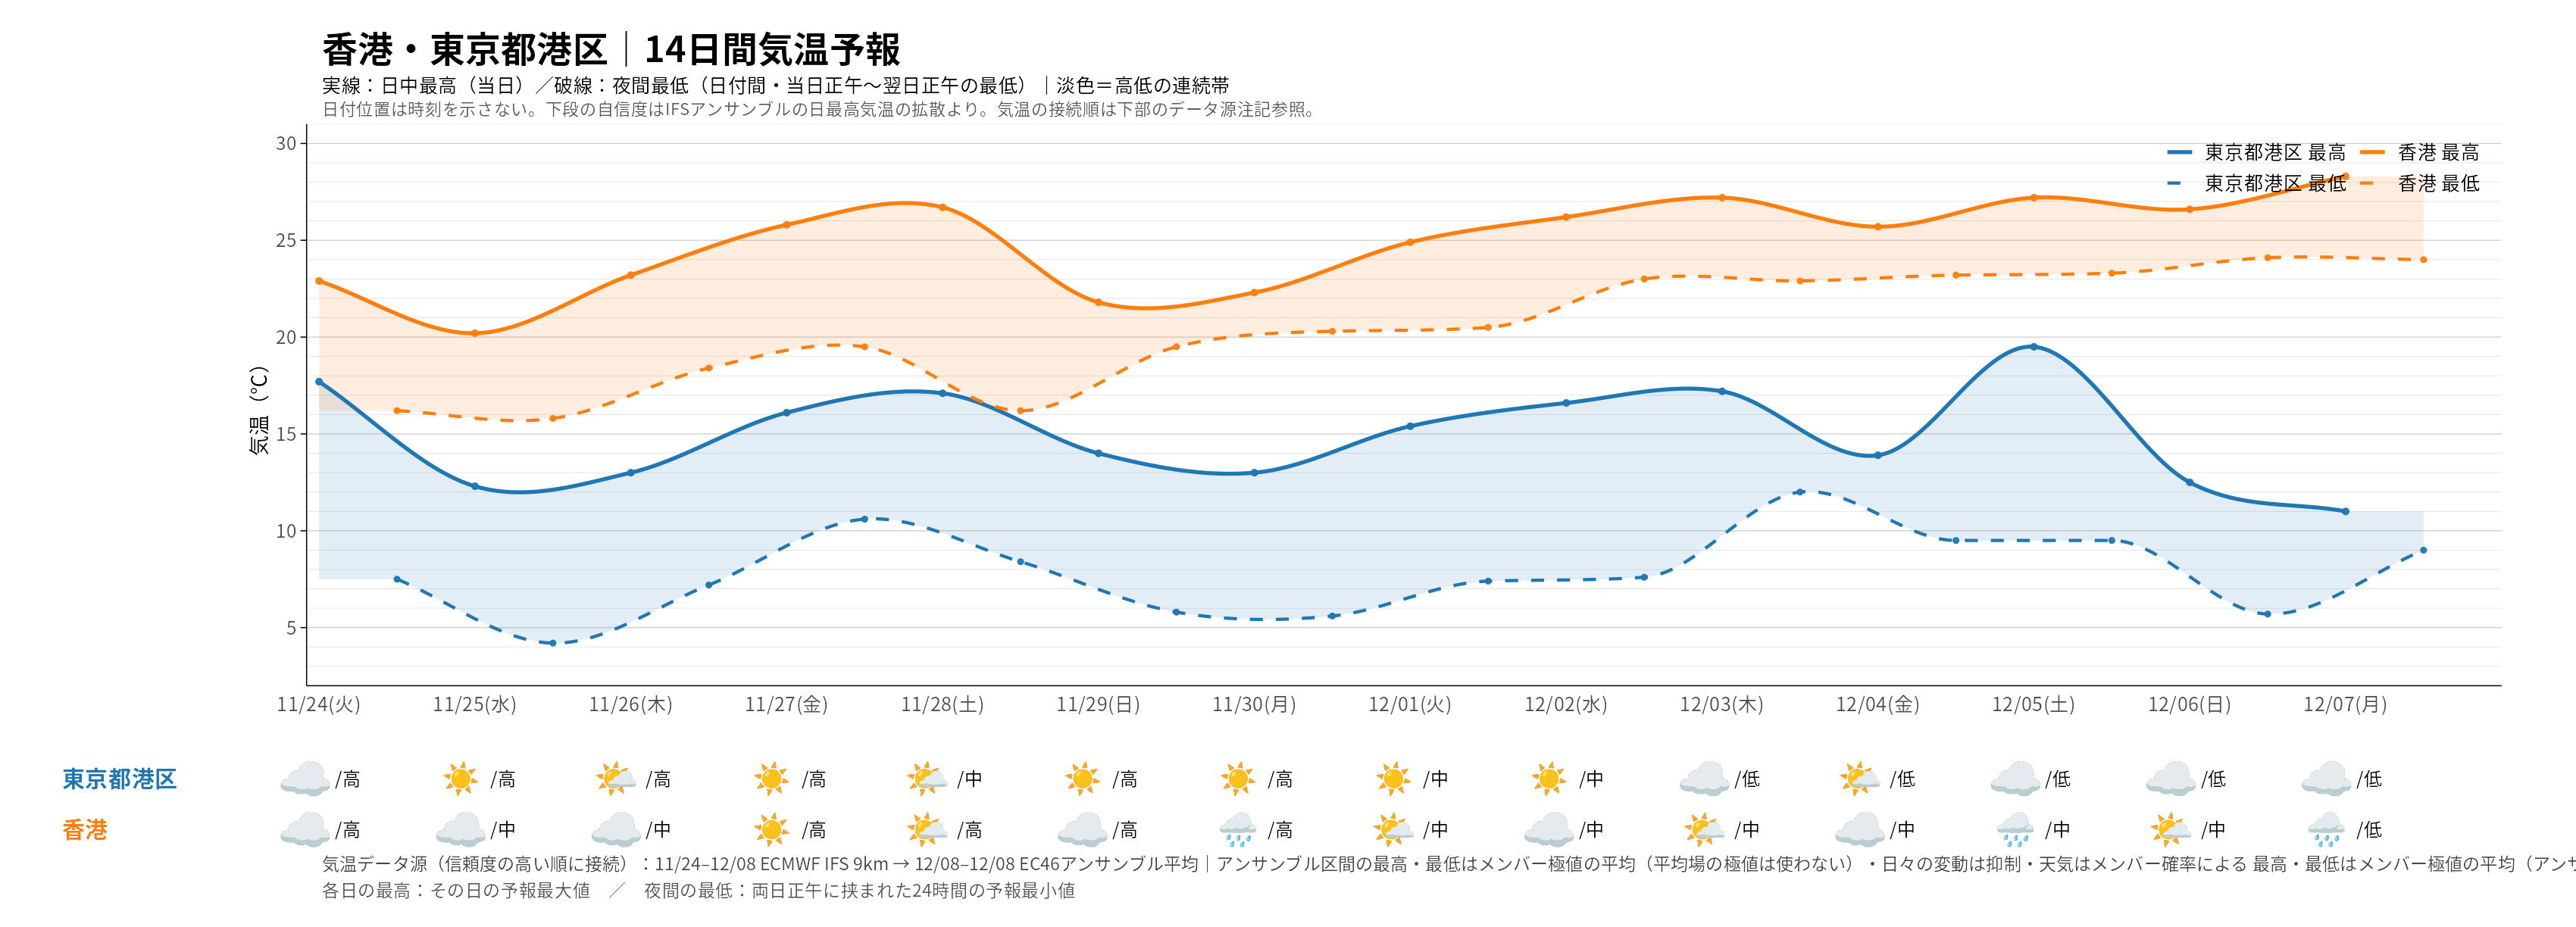 香港・東京都港区｜14日間気温予報
実線：日中最高（当日）／破線：夜間最低（日付間・当日正午～翌日正午の最低）｜淡色＝高低の連続帯
日付位置は時刻を示さない。下段の自信度はIFSアンサンブルの日最高気温の拡散より。気温の接続順は下部のデータ源注記参照。
東京都港区 最高 香港 最高
東京都港区 最低 香港 最低
気温（℃）
30
25
20
15
10
5
11/24(火) 11/25(水) 11/26(木) 11/27(金) 11/28(土) 11/29(日) 11/30(月) 12/01(火) 12/02(水) 12/03(木) 12/04(金) 12/05(土) 12/06(日) 12/07(月)
東京都港区 /高 /高 /高 /高 /中 /高 /高 /中 /中 /低 /低 /低 /低 /低
香港 /高 /中 /中 /高 /高 /高 /高 /中 /中 /中 /中 /中 /中 /低
気温データ源（信頼度の高い順に接続）：11/24–12/08 ECMWF IFS 9km → 12/08–12/08 EC46アンサンブル平均｜アンサンブル区間の最高・最低はメンバー極値の平均（平均場の極値は使わない）・日々の変動は抑制・天気はメンバー確率による 最高・最低はメンバー極値の平均（アン
各日の最高：その日の予報最大値　／　夜間の最低：両日正午に挟まれた24時間の予報最小値